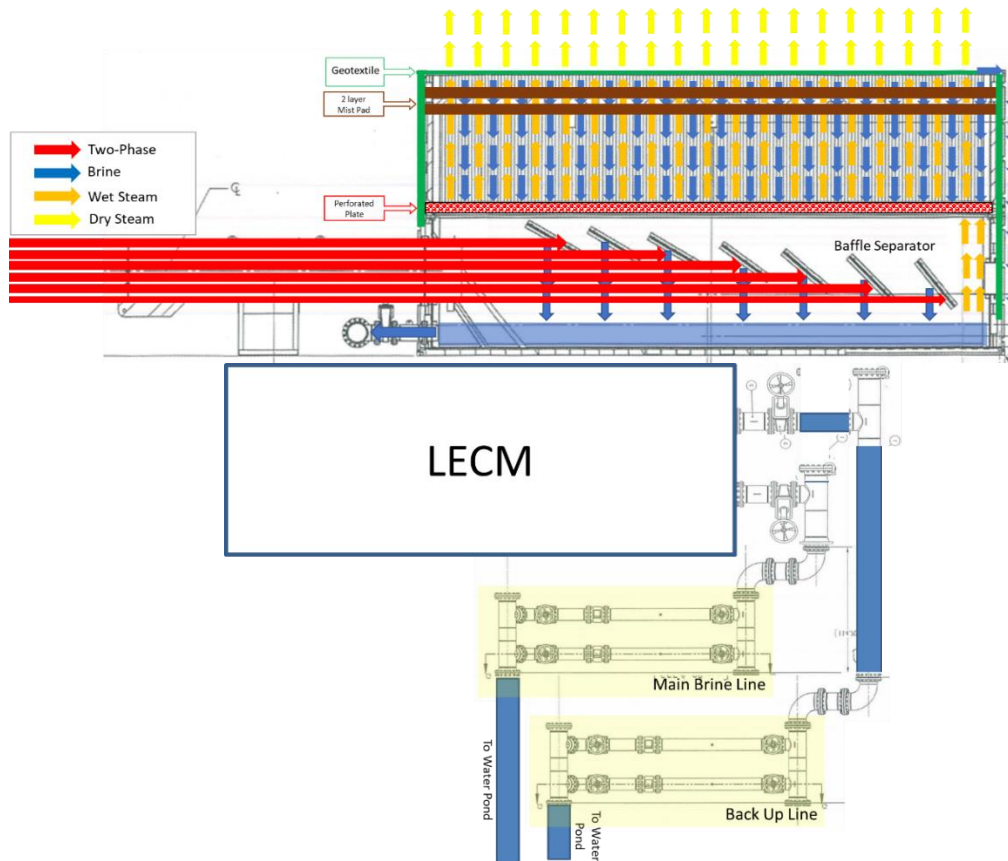 Geotextile
2 layer
Mist Pad
Two-Phase
Brine
Wet Steam
Dry Steam
Perforated
Plate
Baffle Separator
LECM
Main Brine Line
To Water Pond
Back Up Line
To Water
Pond